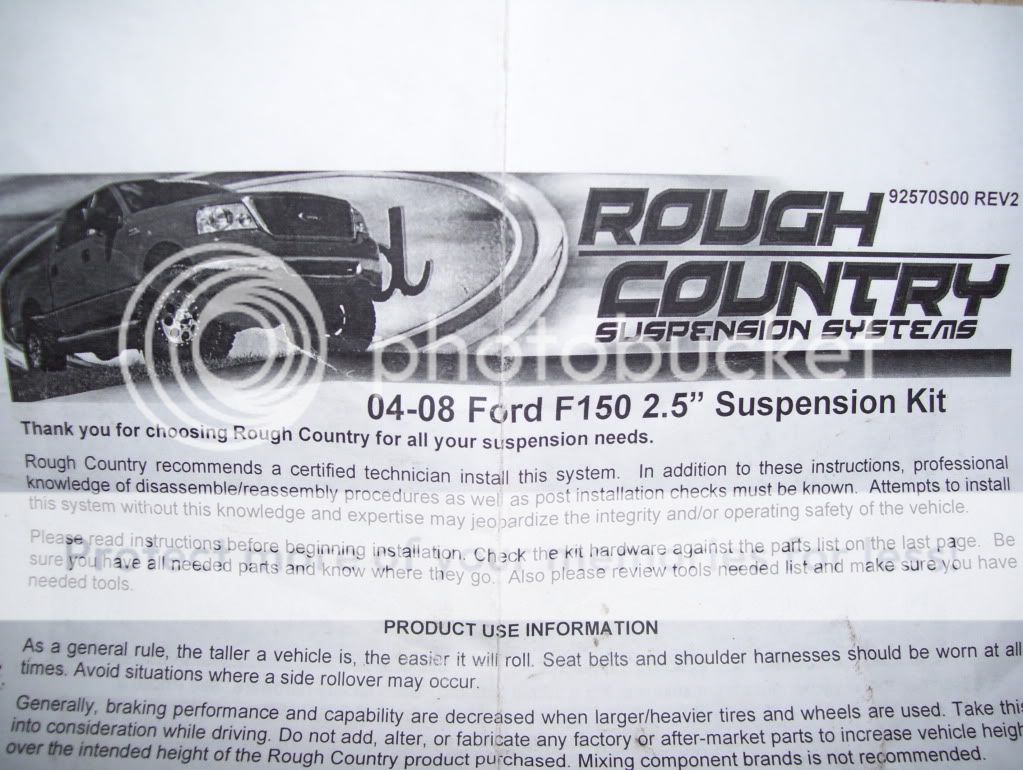 92570S00 REV2
ROUGH
COUNTRY
SUSPENSION SYSTEMS
photobucket
04-08 Ford F150 2.5” Suspension Kit
Thank you for choosing Rough Country for all your suspension needs.
Rough Country recommends a certified technician install this system. In addition to these instructions, professional
knowledge of disassemble/reassembly procedures as well as post installation checks must be known. Attempts to install
this system without this knowledge and expertise may jeopardize the integrity and/or operating safety of the vehicle.
Please read instructions before beginning installation. Check the kit hardware against the parts list on the last page. Be
Protect more of your memories for less!
sure you have all needed parts and know where they go. Also please review tools needed list and make sure you have
needed tools.
PRODUCT USE INFORMATION
As a general rule, the taller a vehicle is, the easier it will roll. Seat belts and shoulder harnesses should be worn at all
times. Avoid situations where a side rollover may occur.
Generally, braking performance and capability are decreased when larger/heavier tires and wheels are used. Take this
into consideration while driving. Do not add, alter, or fabricate any factory or after-market parts to increase vehicle heigh
over the intended height of the Rough Country product purchased. Mixing component brands is not recommended.